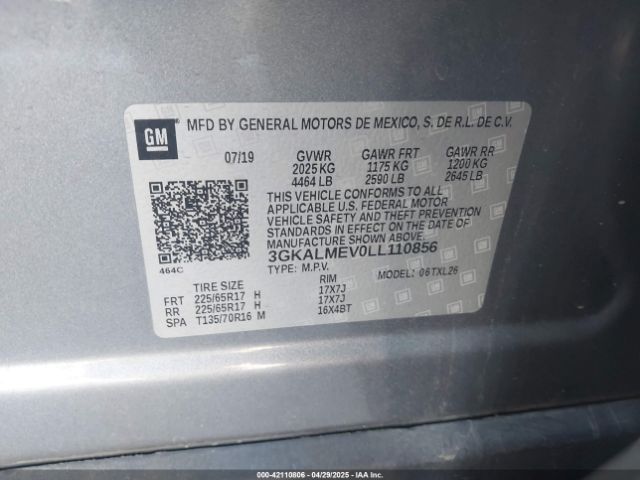 GM MFD BY GENERAL MOTORS DE MEXICO, S. DE R.L. DE C.V.
07/19 GVWR GAWR FRT GAWR RR
2025 KG 1175 KG 1200 KG
4464 LB 2590 LB 2645 LB
THIS VEHICLE CONFORMS TO ALL
APPLICABLE U.S. FEDERAL MOTOR
VEHICLE SAFETY AND THEFT PREVENTION
STANDARDS IN EFFECT ON THE DATE OF
MANUFACTURE SHOWN ABOVE.
3GKALMEV0LL110856
464C TYPE: M.P.V. MODEL: 06TXL26
TIRE SIZE RIM
FRT 225/65R17 H 17X7J
RR 225/65R17 H 17X7J
SPA T135/70R16 M 16X4BT
000-42110806 - 04/29/2025 - IAAI.COM